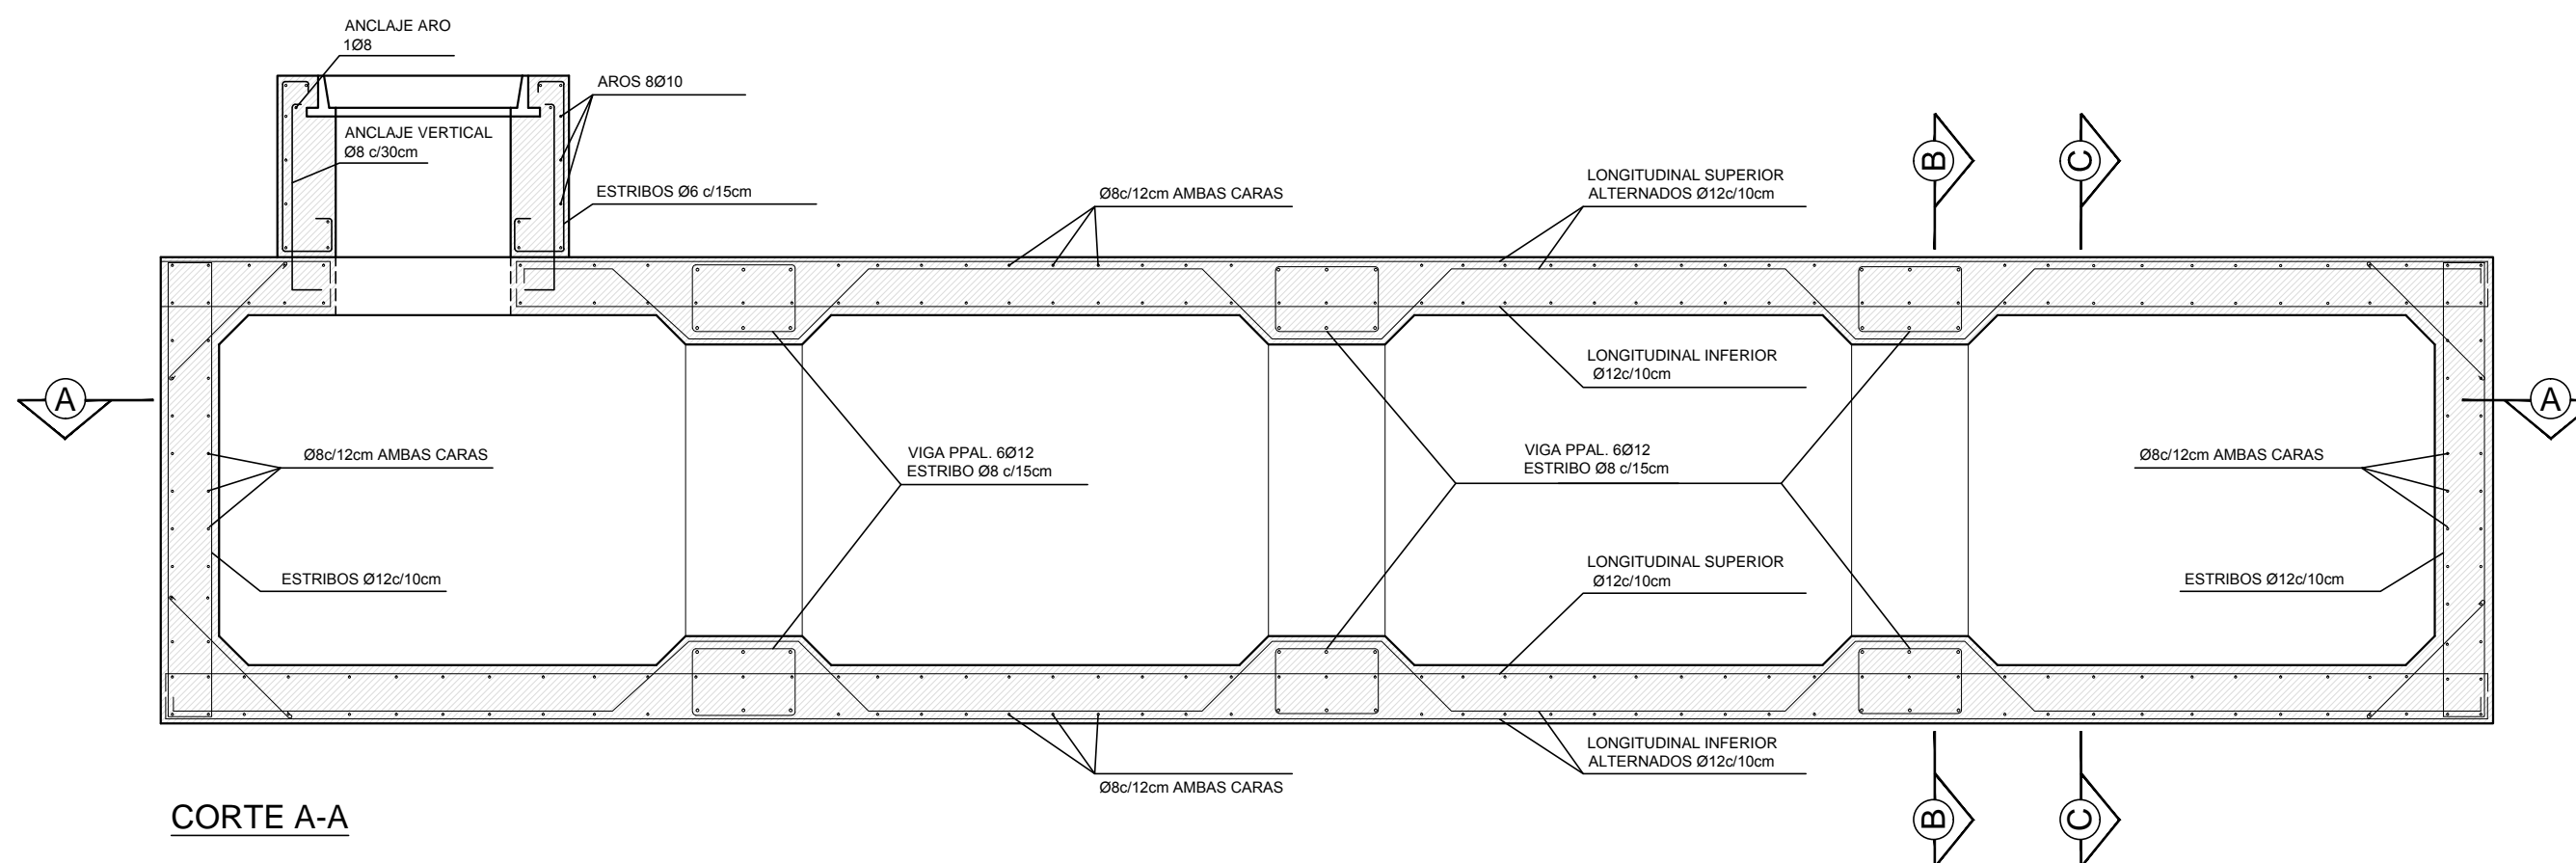 ANCLAJE ARO
1Ø8
AROS 8Ø10
ANCLAJE VERTICAL
Ø8 c/30cm
ESTRIBOS Ø6 c/15cm
Ø8c/12cm AMBAS CARAS
LONGITUDINAL SUPERIOR
ALTERNADOS Ø12c/10cm
B
C
LONGITUDINAL INFERIOR
Ø12c/10cm
A
A
Ø8c/12cm AMBAS CARAS
VIGA PPAL. 6Ø12
ESTRIBO Ø8 c/15cm
VIGA PPAL. 6Ø12
ESTRIBO Ø8 c/15cm
Ø8c/12cm AMBAS CARAS
ESTRIBOS Ø12c/10cm
LONGITUDINAL SUPERIOR
Ø12c/10cm
ESTRIBOS Ø12c/10cm
LONGITUDINAL INFERIOR
ALTERNADOS Ø12c/10cm
Ø8c/12cm AMBAS CARAS
B
C
CORTE A-A